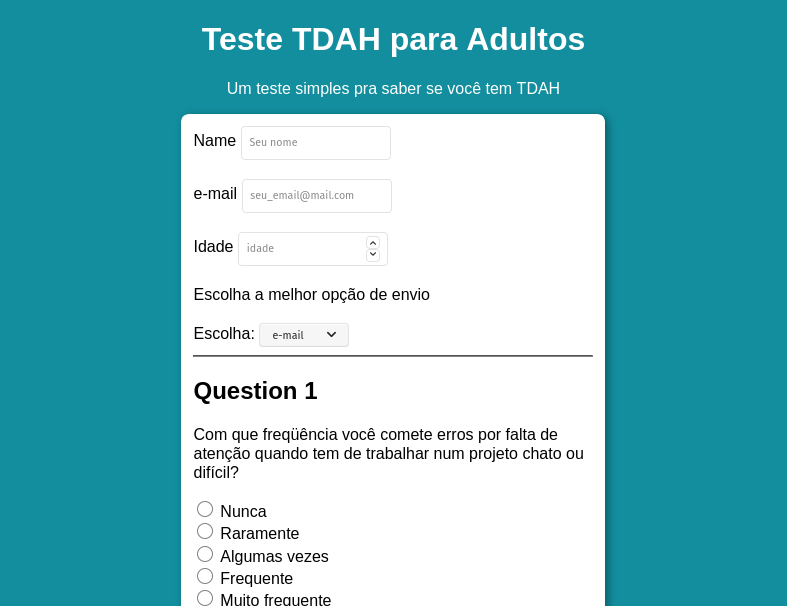 Teste TDAH para Adultos
Um teste simples pra saber se você tem TDAH
Name Seu nome
e-mail seu_email@mail.com
Idade idade
Escolha a melhor opção de envio
Escolha: e-mail
Question 1
Com que freqüência você comete erros por falta de
atenção quando tem de trabalhar num projeto chato ou
difícil?
Nunca
Raramente
Algumas vezes
Frequente
Muito frequente